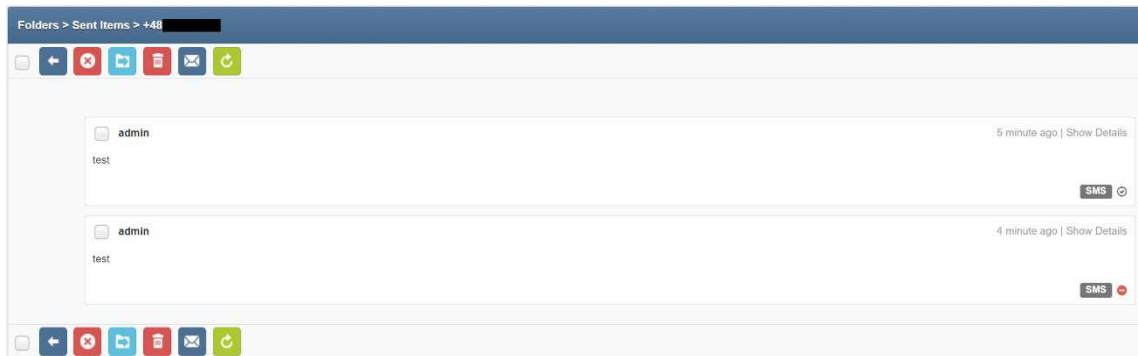 Folders > Sent Items > +48
admin
5 minute ago | Show Details
test
SMS
admin
4 minute ago | Show Details
test
SMS